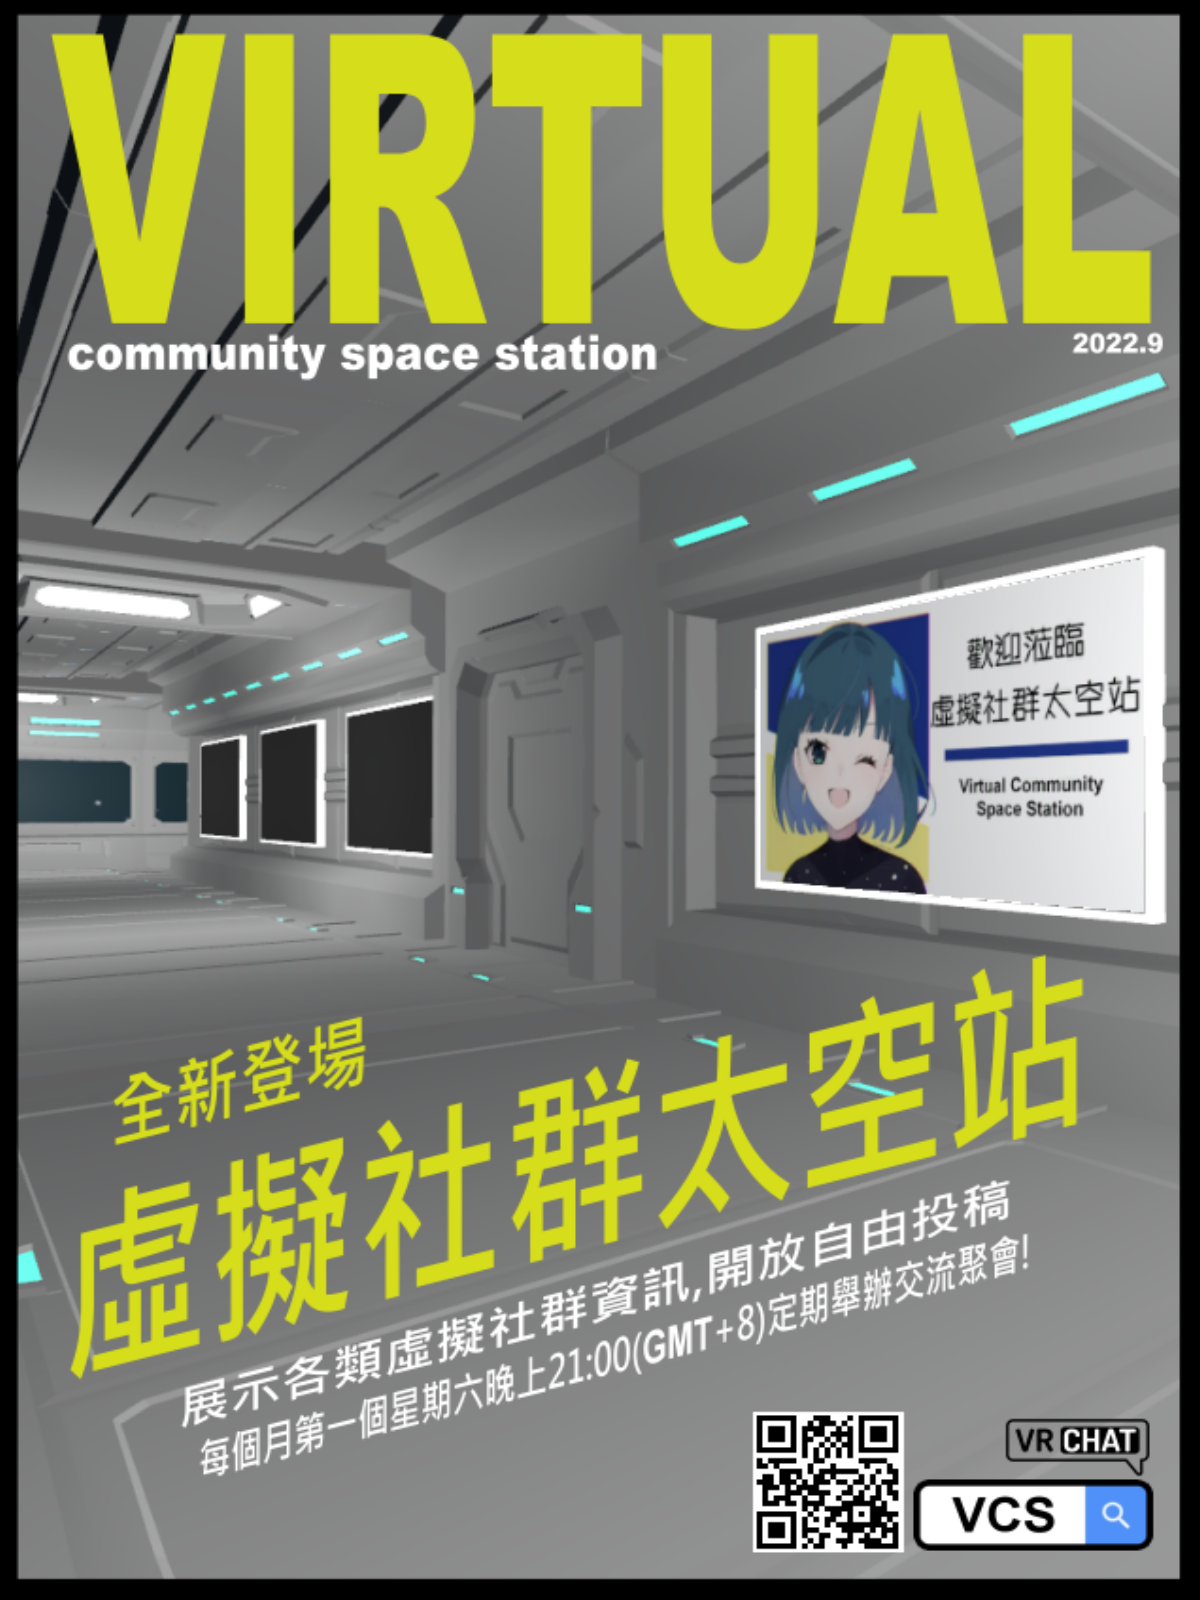 VIRTUAL
community space station
2022.9
歡迎蒞臨
虛擬社群太空站
Virtual Community
Space Station
全新登場
虛擬社群太空站
展示各類虛擬社群資訊,開放自由投稿
每個月第一個星期六晚上21:00(GMT+8)定期舉辦交流聚會!
VRCHAT
VCS